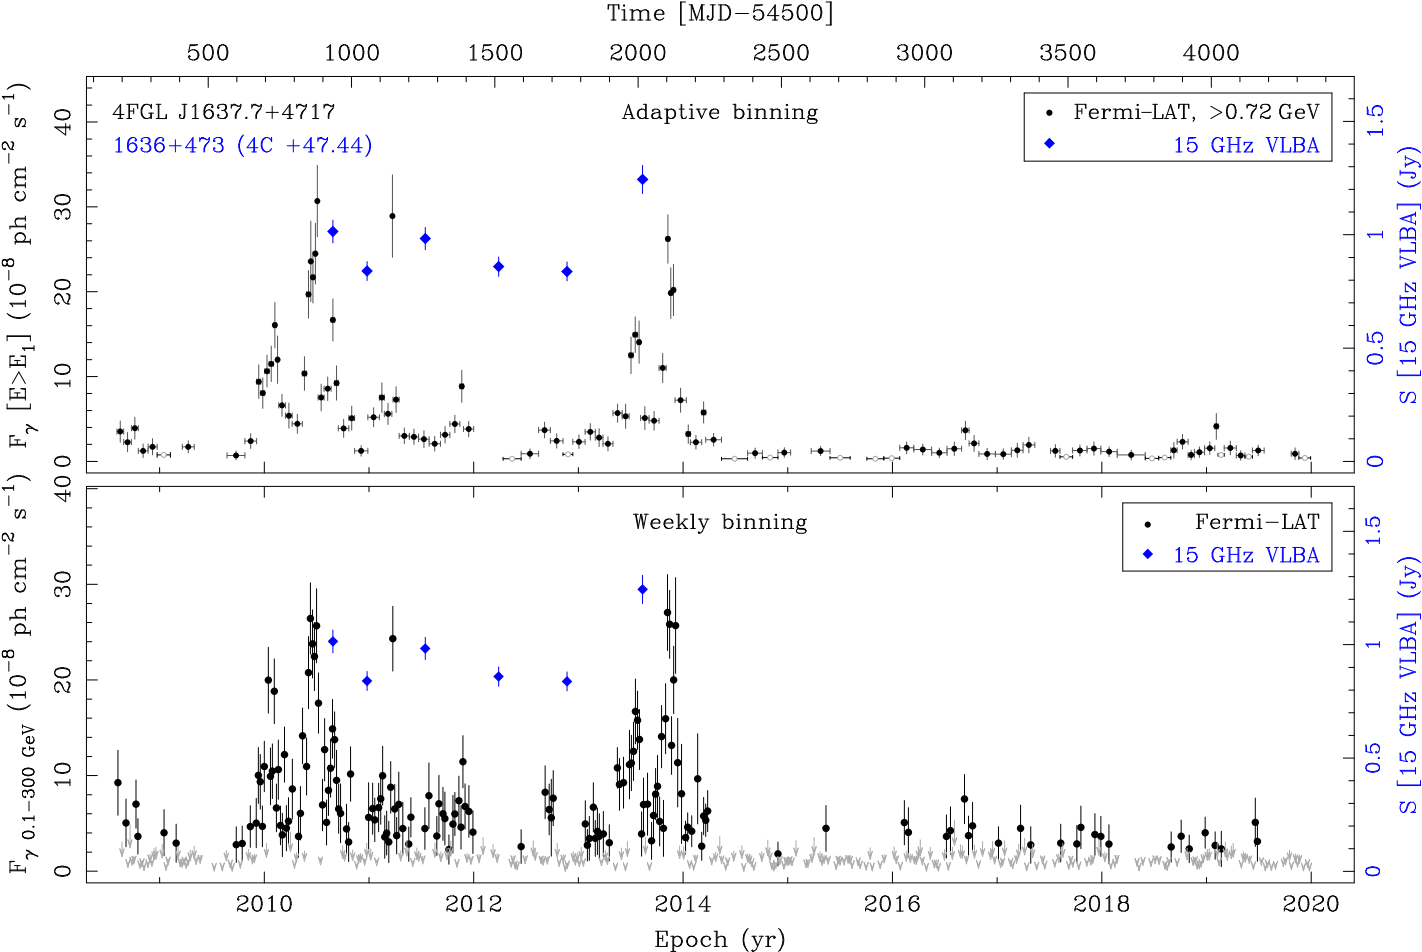 Time [MJD−54500]
500 1000 1500 2000 2500 3000 3500 4000
4FGL J1637.7+4717
1636+473 (4C +47.44)
Adaptive binning
Fermi−LAT, >0.72 GeV
15 GHz VLBA
F_γ [E>E_1] (10^−8 ph cm^−2 s^−1)
40
30
20
10
0
S [15 GHz VLBA] (Jy)
1.5
1
0.5
0
Weekly binning
Fermi−LAT
15 GHz VLBA
F_γ 0.1−300 GeV (10^−8 ph cm^−2 s^−1)
40
30
20
10
0
S [15 GHz VLBA] (Jy)
1.5
1
0.5
0
2010 2012 2014 2016 2018 2020
Epoch (yr)